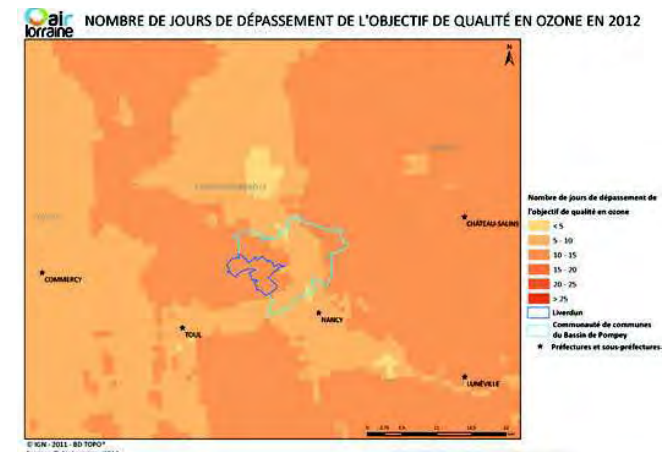 air
lorraine
NOMBRE DE JOURS DE DÉPASSEMENT DE L'OBJECTIF DE QUALITÉ EN OZONE EN 2012
N
CHÂTEAU-SALINS
COMMERCY
TOUL
NANCY
LUNÉVILLE
Nombre de jours de dépassement de
l'objectif de qualité en ozone
< 5
5 - 10
10 - 15
15 - 20
20 - 25
> 25
Liverdun
Communauté de communes
du Bassin de Pompey
Préfectures et sous-préfectures
© IGN - 2011 - BD TOPO®